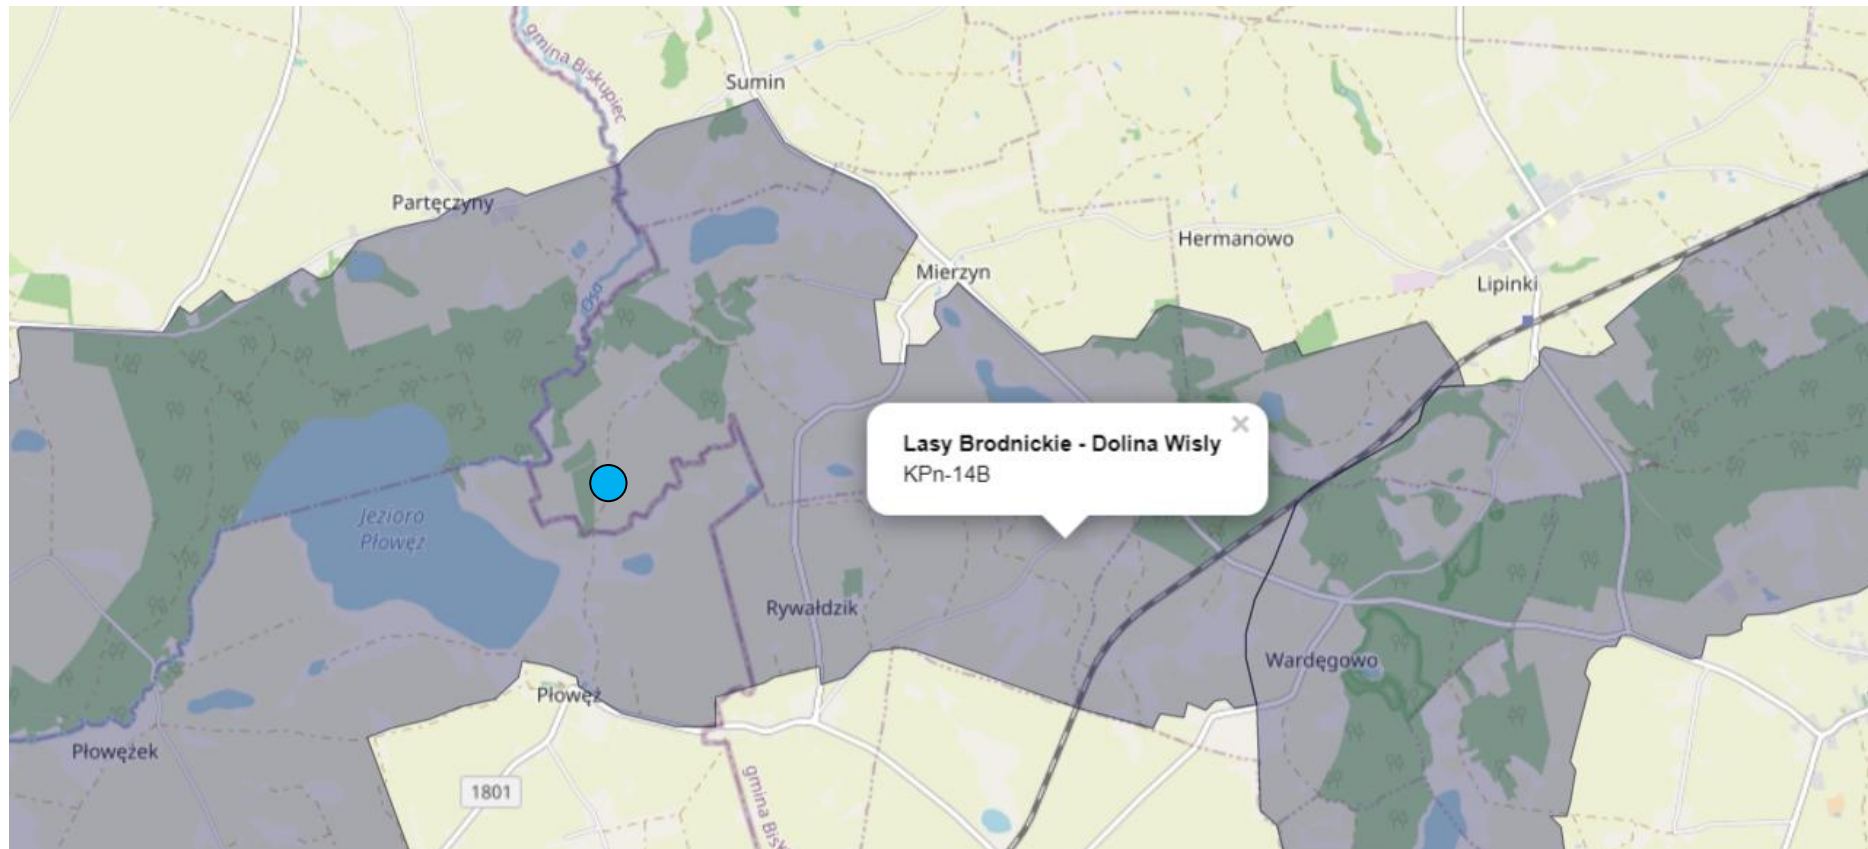 gmina Biskupiec
Sumin
Partęczyny
Hermanowo
Mierzyn
Lipinki
Osa
Lasy Brodnickie - Dolina Wisly ×
KPn-14B
Jezioro
Płowęż
Rywałdzik
Wardęgowo
Płowęż
Płowężek
1801
gmina Bisk